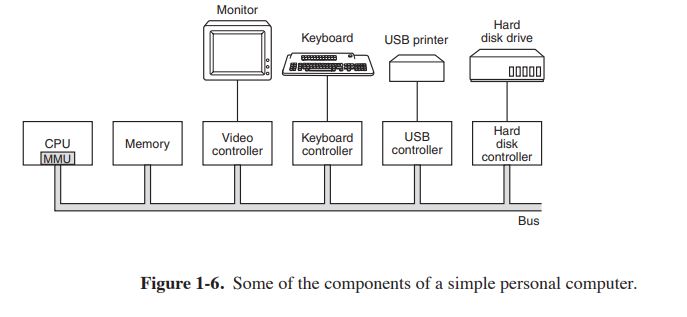 Monitor
Keyboard
USB printer
Hard
disk drive
CPU
MMU
Memory
Video
controller
Keyboard
controller
USB
controller
Hard
disk
controller
Bus
Figure 1-6. Some of the components of a simple personal computer.